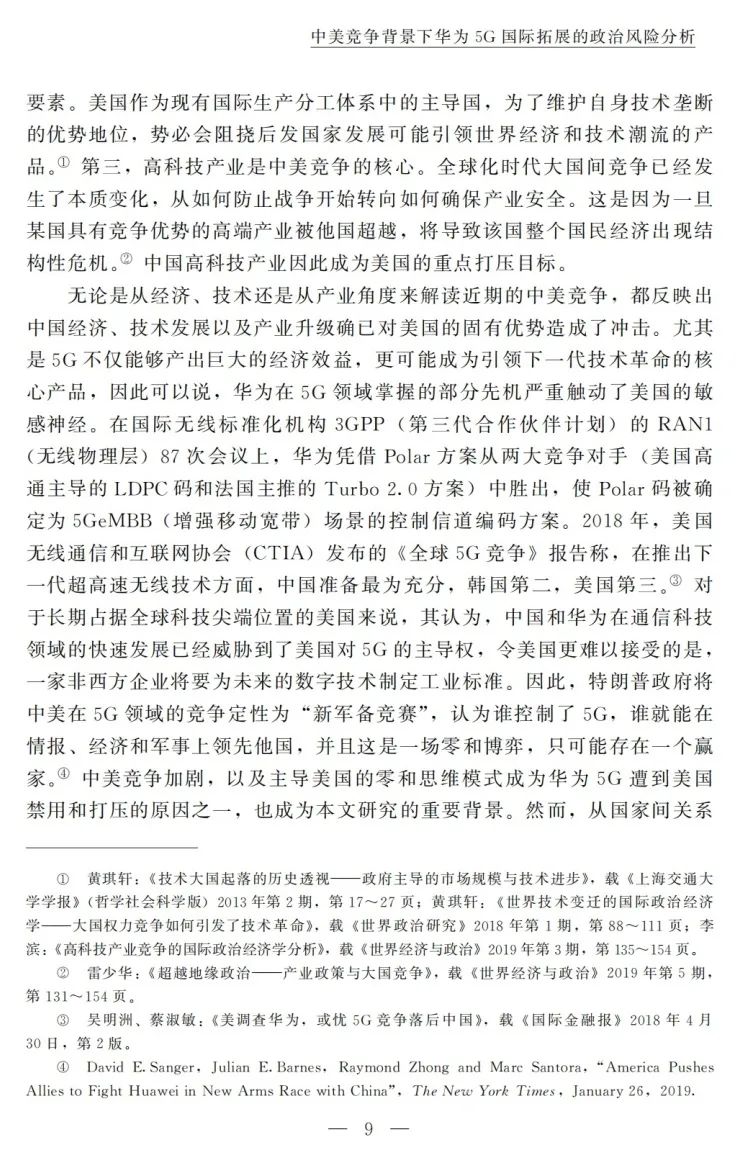 中美竞争背景下华为 5G 国际拓展的政治风险分析
要素。美国作为现有国际生产分工体系中的主导国，为了维护自身技术垄断
的优势地位，势必会阻挠后发国家发展可能引领世界经济和技术潮流的产
品。① 第三，高科技产业是中美竞争的核心。全球化时代大国间竞争已经发
生了本质变化，从如何防止战争开始转向如何确保产业安全。这是因为一旦
某国具有竞争优势的高端产业被他国超越，将导致该国整个国民经济出现结
构性危机。② 中国高科技产业因此成为美国的重点打压目标。
无论是从经济、技术还是从产业角度来解读近期的中美竞争，都反映出
中国经济、技术发展以及产业升级确已对美国的固有优势造成了冲击。尤其
是 5G 不仅能够产出巨大的经济效益，更可能成为引领下一代技术革命的核
心产品，因此可以说，华为在 5G 领域掌握的部分先机严重触动了美国的敏
感神经。在国际无线标准化机构 3GPP（第三代合作伙伴计划）的 RAN1
（无线物理层）87 次会议上，华为凭借 Polar 方案从两大竞争对手（美国高
通主导的 LDPC 码和法国主推的 Turbo 2.0 方案）中胜出，使 Polar 码被确
定为 5GeMBB（增强移动宽带）场景的控制信道编码方案。2018 年，美国
无线通信和互联网协会（CTIA）发布的《全球 5G 竞争》报告称，在推出下
一代超高速无线技术方面，中国准备最为充分，韩国第二，美国第三。③ 对
于长期占据全球科技尖端位置的美国来说，其认为，中国和华为在通信科技
领域的快速发展已经威胁到了美国对 5G 的主导权，令美国更难以接受的是，
一家非西方企业将要为未来的数字技术制定工业标准。因此，特朗普政府将
中美在 5G 领域的竞争定性为“新军备竞赛”，认为谁控制了 5G，谁就能在
情报、经济和军事上领先他国，并且这是一场零和博弈，只可能存在一个赢
家。④ 中美竞争加剧，以及主导美国的零和思维模式成为华为 5G 遭到美国
禁用和打压的原因之一，也成为本文研究的重要背景。然而，从国家间关系
① 黄琪轩：《技术大国起落的历史透视——政府主导的市场规模与技术进步》，载《上海交通大
学学报》（哲学社会科学版）2013 年第 2 期，第 17～27 页；黄琪轩：《世界技术变迁的国际政治经济
学——大国权力竞争如何引发了技术革命》，载《世界政治研究》2018 年第 1 期，第 88～111 页；李
滨：《高科技产业竞争的国际政治经济学分析》，载《世界经济与政治》2019 年第 3 期，第 135～154 页。
② 雷少华：《超越地缘政治——产业政策与大国竞争》，载《世界经济与政治》2019 年第 5 期，
第 131～154 页。
③ 吴明洲、蔡淑敏：《美调查华为，或忧 5G 竞争落后中国》，载《国际金融报》2018 年 4 月
30 日，第 2 版。
④ David E. Sanger, Julian E. Barnes, Raymond Zhong and Marc Santora, “America Pushes
Allies to Fight Huawei in New Arms Race with China”, The New York Times, January 26, 2019.
— 9 —